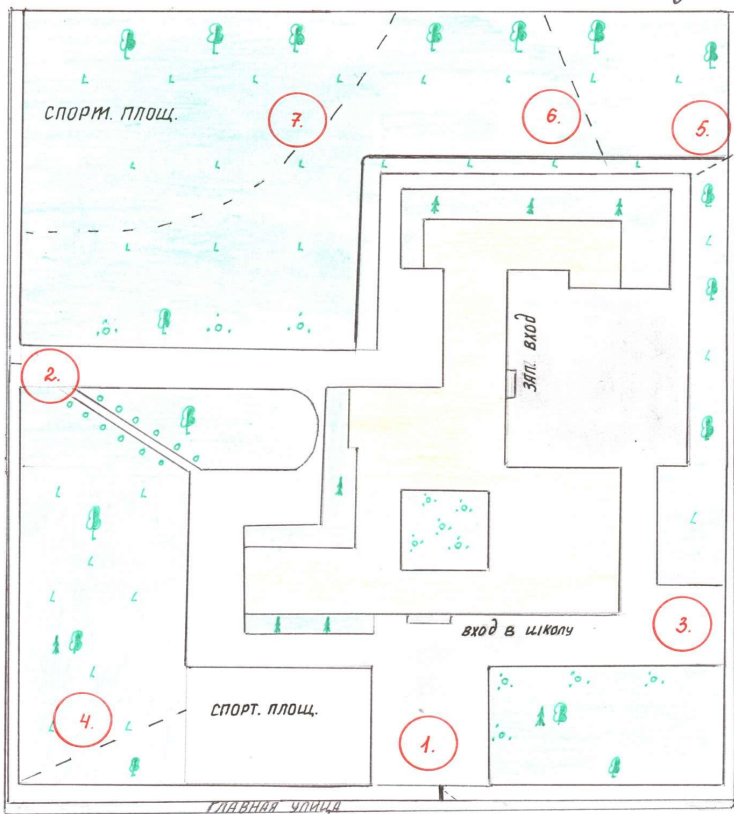 СПОРТ. ПЛОЩ.
7.
6.
5.
2.
ЗАП. ВХОД
ВХОД В ШКОЛУ
3.
4.
СПОРТ. ПЛОЩ.
1.
ГЛАВНАЯ УЛИЦА